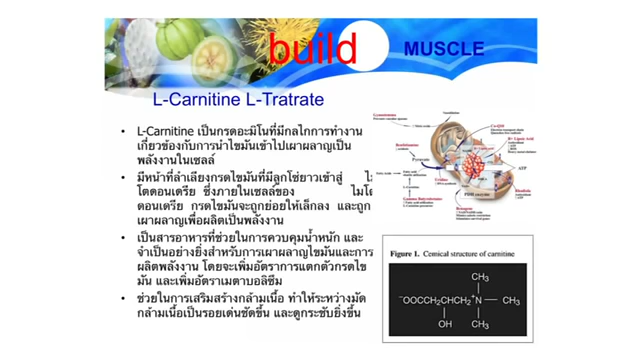 build
MUSCLE
L-Carnitine L-Tratrate
• L-Carnitine เป็นกรดอะมิโนที่มีกลไกการทำงาน
เกี่ยวข้องกับการนำไขมันเข้าไปเผาผลาญเป็น
พลังงานในเซลล์
• มีหน้าที่ลำเลียงกรดไขมันที่มีลูกโซ่ยาวเข้าสู่ ไม
โตดอนเดรีย ซึ่งภายในเซลล์ของ ไมโต
ดอนเดรีย กรดไขมันจะถูกย่อยให้เล็กลง และถูก
เผาผลาญเพื่อผลิตเป็นพลังงาน
• เป็นสารอาหารที่ช่วยในการควบคุมน้ำหนัก และ
จำเป็นอย่างยิ่งสำหรับการเผาผลาญไขมันและการ
ผลิตพลังงาน โดยจะเพิ่มอัตราการแตกตัวกรดไข
มัน และเพิ่มอัตราเมตาบอลิซึม
• ช่วยในการเสริมสร้างกล้ามเนื้อ ทำให้ระหว่างมัด
กล้ามเนื้อเป็นรอยเด่นชัดขึ้น และดูกระชับยิ่งขึ้น
Pyruvate
ATP
Figure 1. Cemical structure of carnitine
CH₃
⁻OOCCH₂CHCH₂⁺N — CH₃
OH CH₃